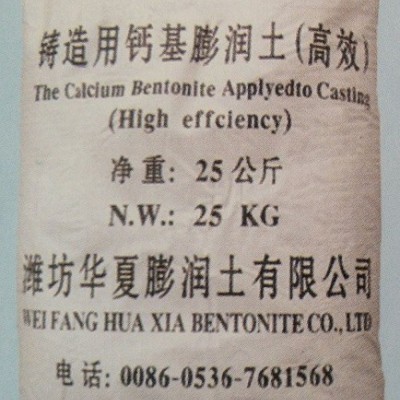 铸造用钙基膨润土(高效)
The Calcium Bentonite Applyedto Casting
(High effciency)
净重: 25公斤
N.W.: 25 KG
潍坊华夏膨润土有限公司
WEI FANG HUA XIA BENTONITE CO., LTD
电话: 0086-0536-7681568